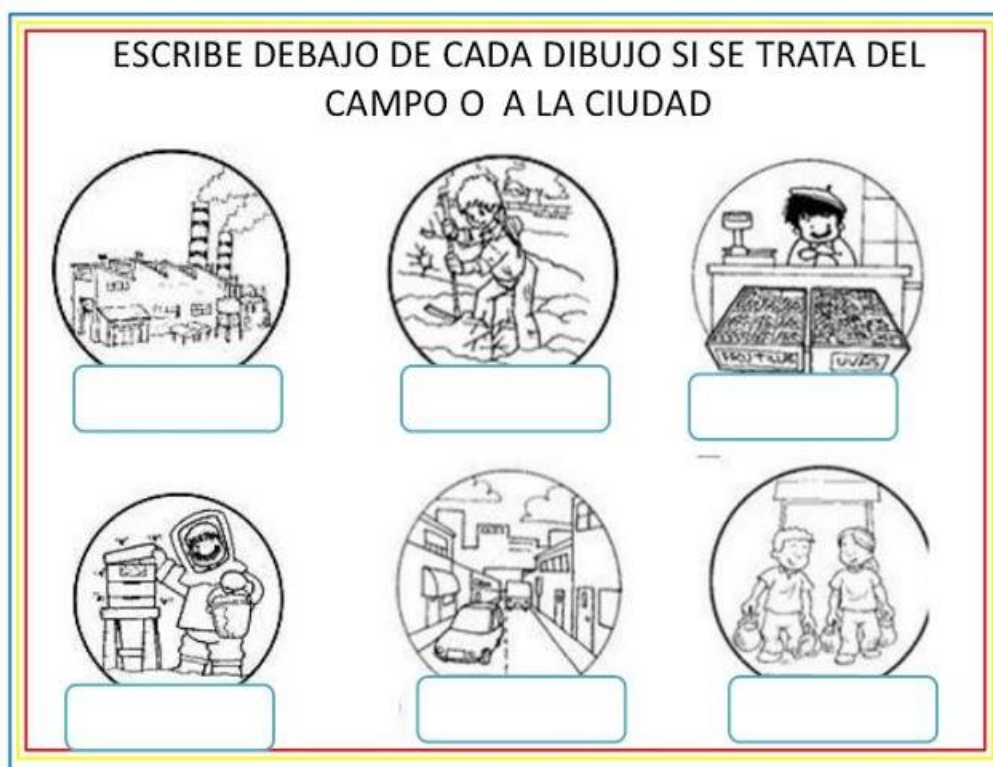 ESCRIBE DEBAJO DE CADA DIBUJO SI SE TRATA DEL
CAMPO O A LA CIUDAD
UVAS